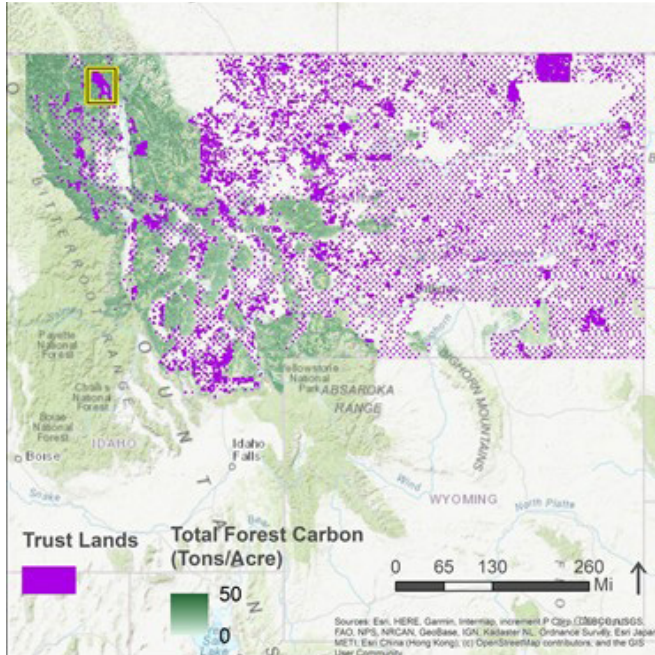 BITTERROOT RANGE
Billings
Payette
National
Forest
Challis
National
Forest
Boise
National
Forest
Yellowstone
National
Park
ABSAROKA
RANGE
BIGHORN MOUNTAINS
IDAHO
Boise
Idaho
Falls
Snake
Wind
WYOMING
North Platte
Trust Lands
Total Forest Carbon
(Tons/Acre)
50
0
0 65 130 260
Mi
Sources: Esri, HERE, Garmin, Intermap, increment P Corp., GEBCO, USGS,
FAO, NPS, NRCAN, GeoBase, IGN, Kadaster NL, Ordnance Survey, Esri Japan,
METI, Esri China (Hong Kong), (c) OpenStreetMap contributors, and the GIS
User Community